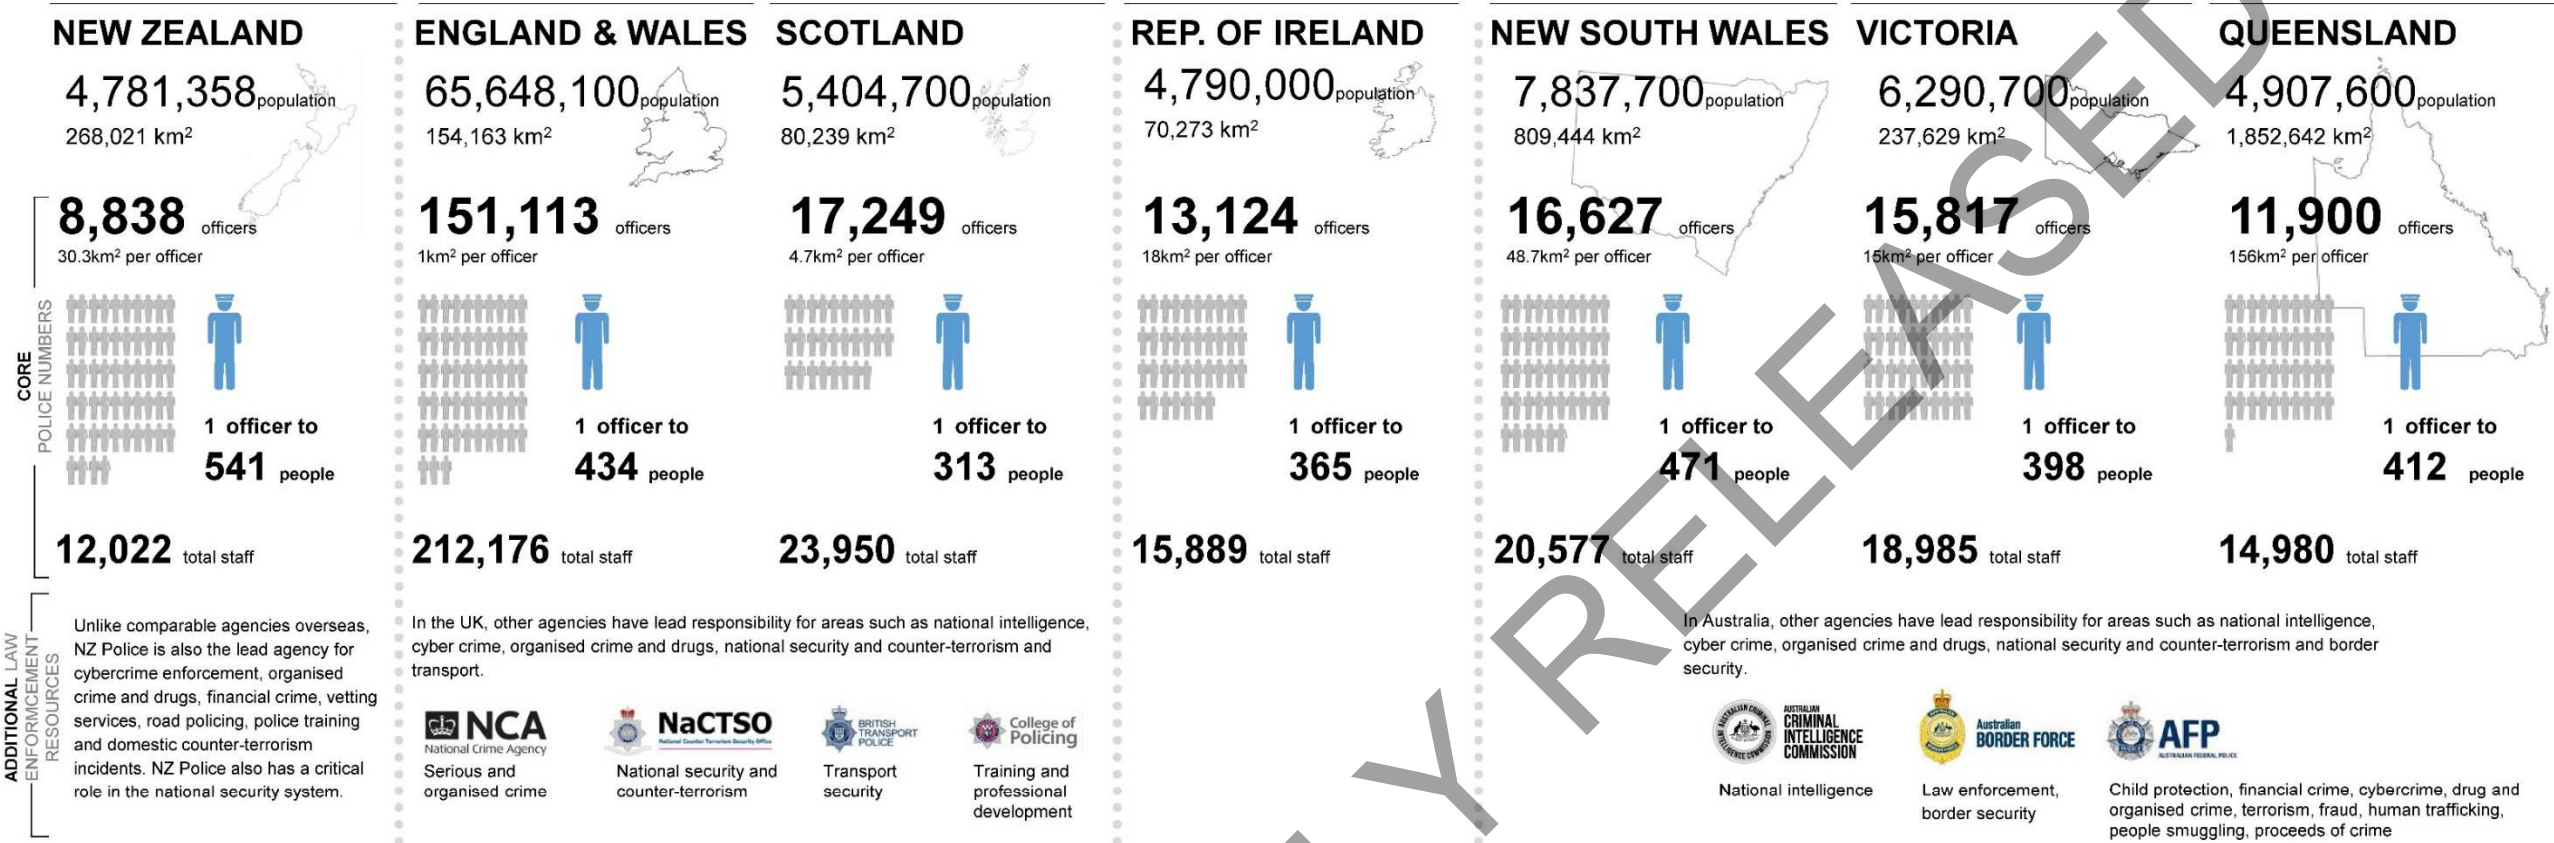 NEW ZEALAND
4,781,358 population
268,021 km²
8,838 officers
30.3km² per officer
1 officer to
541 people
12,022 total staff
ENGLAND & WALES
65,648,100 population
154,163 km²
151,113 officers
1km² per officer
1 officer to
434 people
212,176 total staff
SCOTLAND
5,404,700 population
80,239 km²
17,249 officers
4.7km² per officer
1 officer to
313 people
23,950 total staff
REP. OF IRELAND
4,790,000 population
70,273 km²
13,124 officers
18km² per officer
1 officer to
365 people
15,889 total staff
NEW SOUTH WALES
7,837,700 population
809,444 km²
16,627 officers
48.7km² per officer
1 officer to
471 people
20,577 total staff
VICTORIA
6,290,700 population
237,629 km²
15,817 officers
15km² per officer
1 officer to
398 people
18,985 total staff
QUEENSLAND
4,907,600 population
1,852,642 km²
11,900 officers
156km² per officer
1 officer to
412 people
14,980 total staff
CORE
POLICE NUMBERS
ADDITIONAL LAW
ENFORMCEMENT
RESOURCES
Unlike comparable agencies overseas,
NZ Police is also the lead agency for
cybercrime enforcement, organised
crime and drugs, financial crime, vetting
services, road policing, police training
and domestic counter-terrorism
incidents. NZ Police also has a critical
role in the national security system.
In the UK, other agencies have lead responsibility for areas such as national intelligence,
cyber crime, organised crime and drugs, national security and counter-terrorism and
transport.
NCA
National Crime Agency
Serious and
organised crime
NaCTSO
National Counter Terrorism Security Office
National security and
counter-terrorism
BRITISH
TRANSPORT
POLICE
Transport
security
College of
Policing
Training and
professional
development
In Australia, other agencies have lead responsibility for areas such as national intelligence,
cyber crime, organised crime and drugs, national security and counter-terrorism and border
security.
AUSTRALIAN CRIMINAL INTELLIGENCE COMMISSION
AUSTRALIAN
CRIMINAL
INTELLIGENCE
COMMISSION
National intelligence
Australian
BORDER FORCE
Law enforcement,
border security
AFP
AUSTRALIAN FEDERAL POLICE
Child protection, financial crime, cybercrime, drug and
organised crime, terrorism, fraud, human trafficking,
people smuggling, proceeds of crime
Y RELEASED